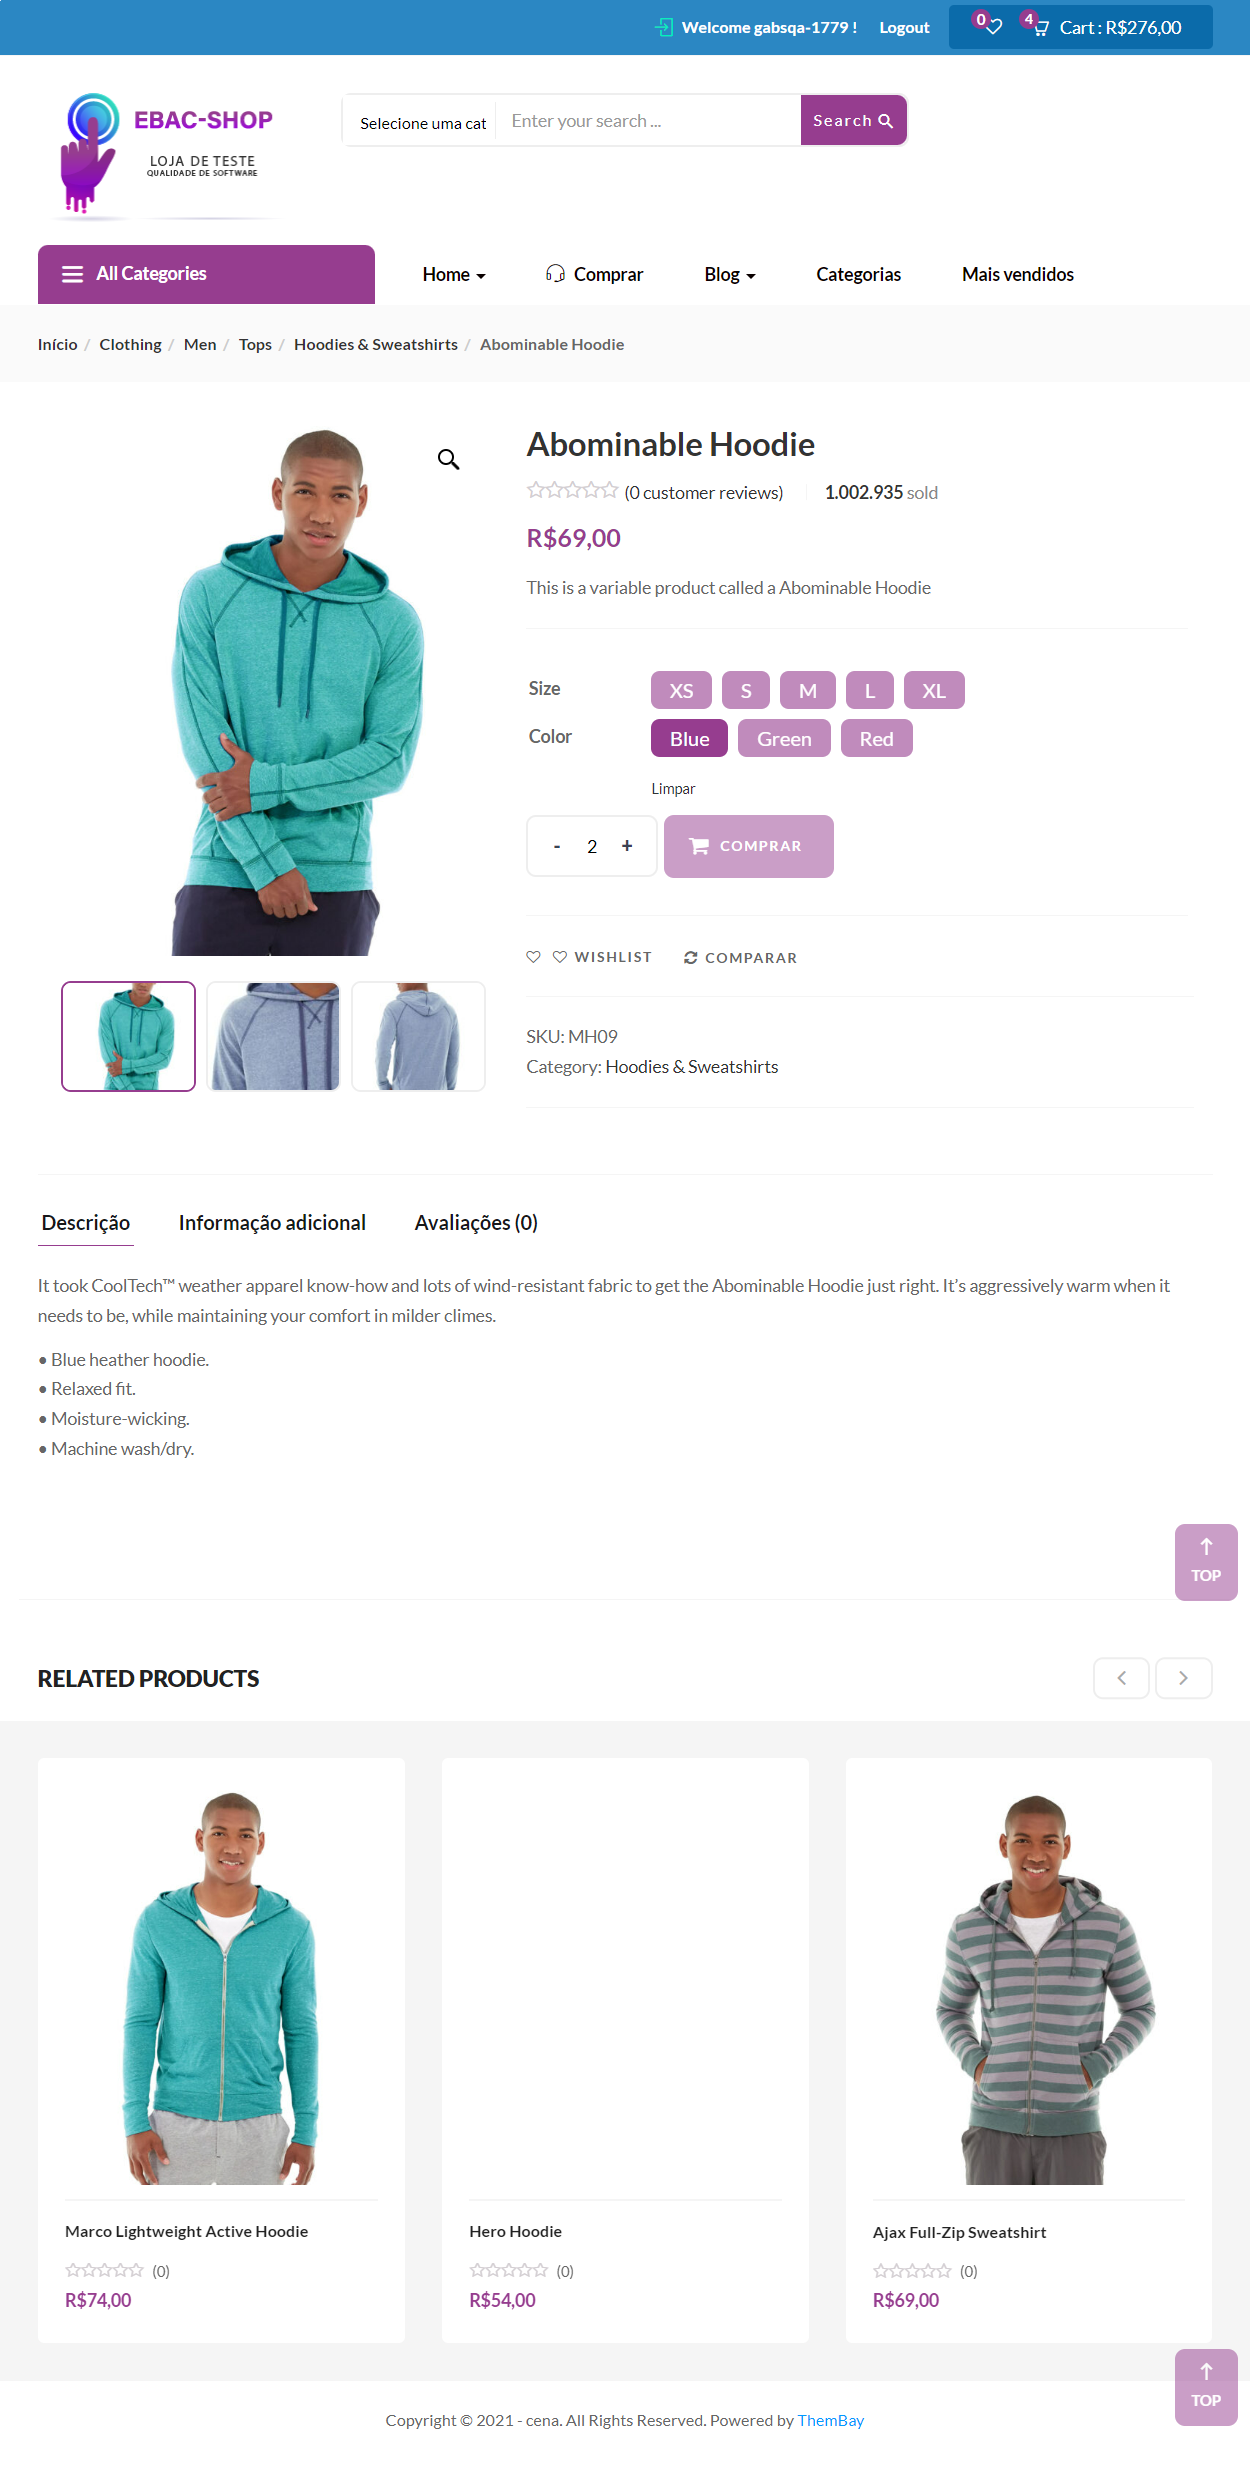 Welcome gabsqa-1779 ! Logout 0 4 Cart : R$276,00
EBAC-SHOP
LOJA DE TESTE
QUALIDADE DE SOFTWARE
Selecione uma cat Enter your search ... Search
All Categories Home Comprar Blog Categorias Mais vendidos
Início / Clothing / Men / Tops / Hoodies & Sweatshirts / Abominable Hoodie
Abominable Hoodie
(0 customer reviews) 1.002.935 sold
R$69,00
This is a variable product called a Abominable Hoodie
Size XS S M L XL
Color Blue Green Red
Limpar
- 2 + COMPRAR
WISHLIST COMPARAR
SKU: MH09
Category: Hoodies & Sweatshirts
Descrição Informação adicional Avaliações (0)
It took CoolTech™ weather apparel know-how and lots of wind-resistant fabric to get the Abominable Hoodie just right. It’s aggressively warm when it
needs to be, while maintaining your comfort in milder climes.
• Blue heather hoodie.
• Relaxed fit.
• Moisture-wicking.
• Machine wash/dry.
TOP
RELATED PRODUCTS
Marco Lightweight Active Hoodie
(0)
R$74,00
Hero Hoodie
(0)
R$54,00
Ajax Full-Zip Sweatshirt
(0)
R$69,00
TOP
Copyright © 2021 - cena. All Rights Reserved. Powered by ThemBay